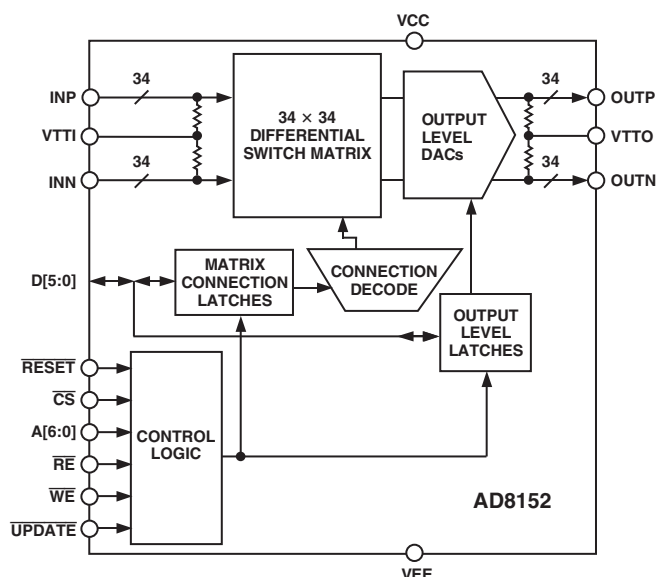 VCC
INP
34
VTTI
INN
34
34 × 34
DIFFERENTIAL
SWITCH MATRIX
OUTPUT
LEVEL
DACs
34
OUTP
VTTO
34
OUTN
D[5:0]
MATRIX
CONNECTION
LATCHES
CONNECTION
DECODE
OUTPUT
LEVEL
LATCHES
RESET
CS
A[6:0]
RE
WE
UPDATE
CONTROL
LOGIC
AD8152
VEE